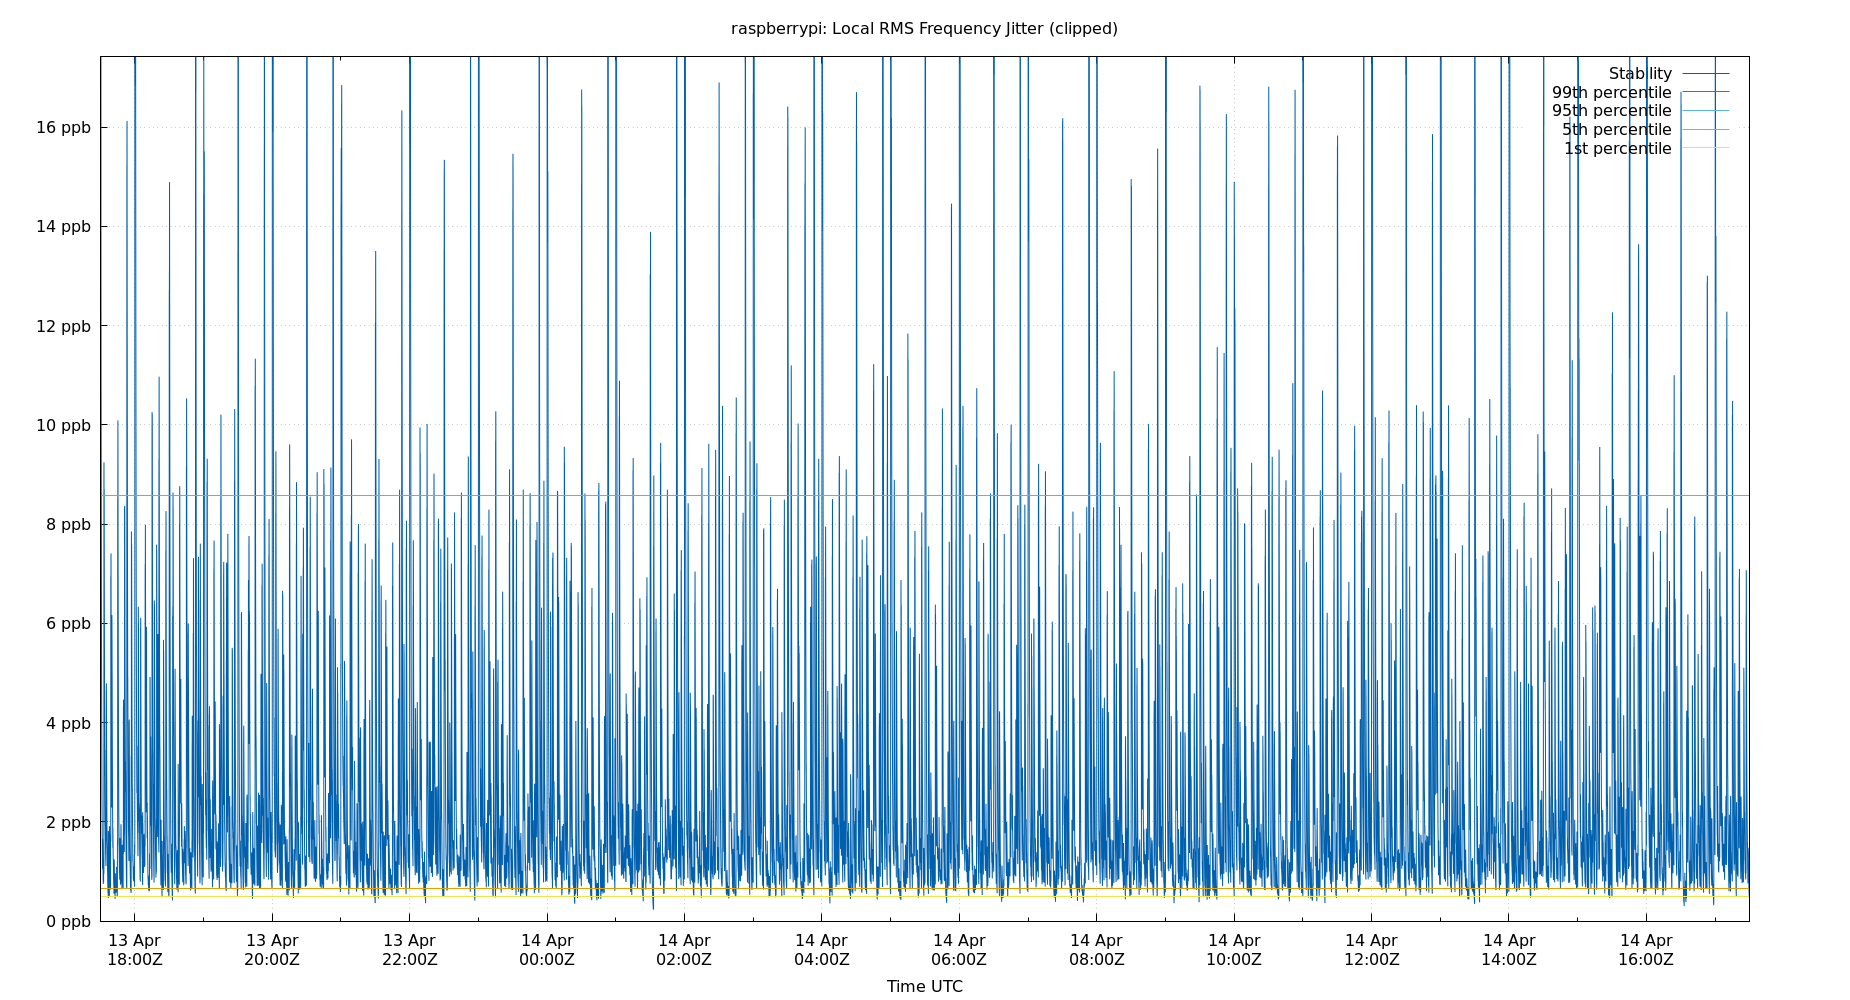 raspberrypi: Local RMS Frequency Jitter (clipped)
Stability
99th percentile
95th percentile
5th percentile
1st percentile
16 ppb
14 ppb
12 ppb
10 ppb
8 ppb
6 ppb
4 ppb
2 ppb
0 ppb
13 Apr 13 Apr 13 Apr 14 Apr 14 Apr 14 Apr 14 Apr 14 Apr 14 Apr 14 Apr 14 Apr 14 Apr
18:00Z 20:00Z 22:00Z 00:00Z 02:00Z 04:00Z 06:00Z 08:00Z 10:00Z 12:00Z 14:00Z 16:00Z
Time UTC